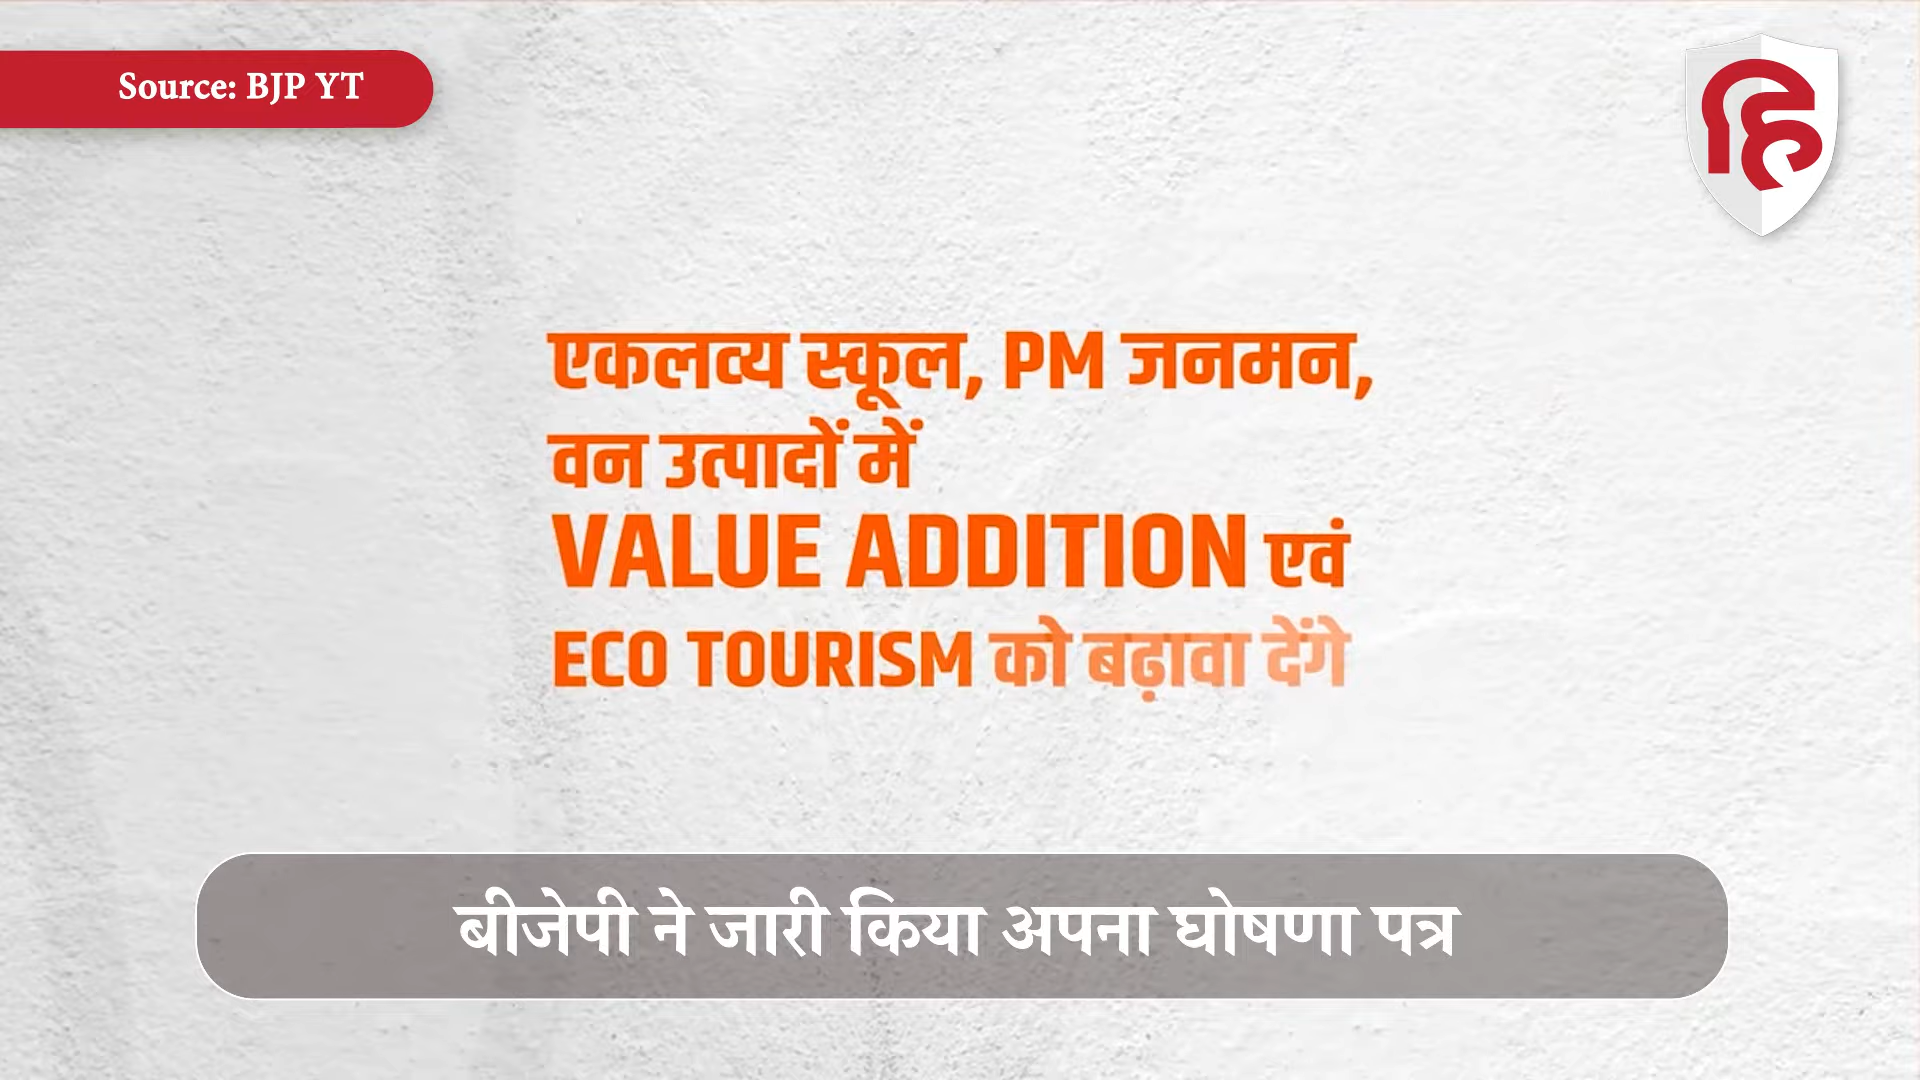 Source: BJP YT
हि
एकलव्य स्कूल, PM जनमन,
वन उत्पादों में
VALUE ADDITION एवं
ECO TOURISM को बढ़ावा देंगे
बीजेपी ने जारी किया अपना घोषणा पत्र